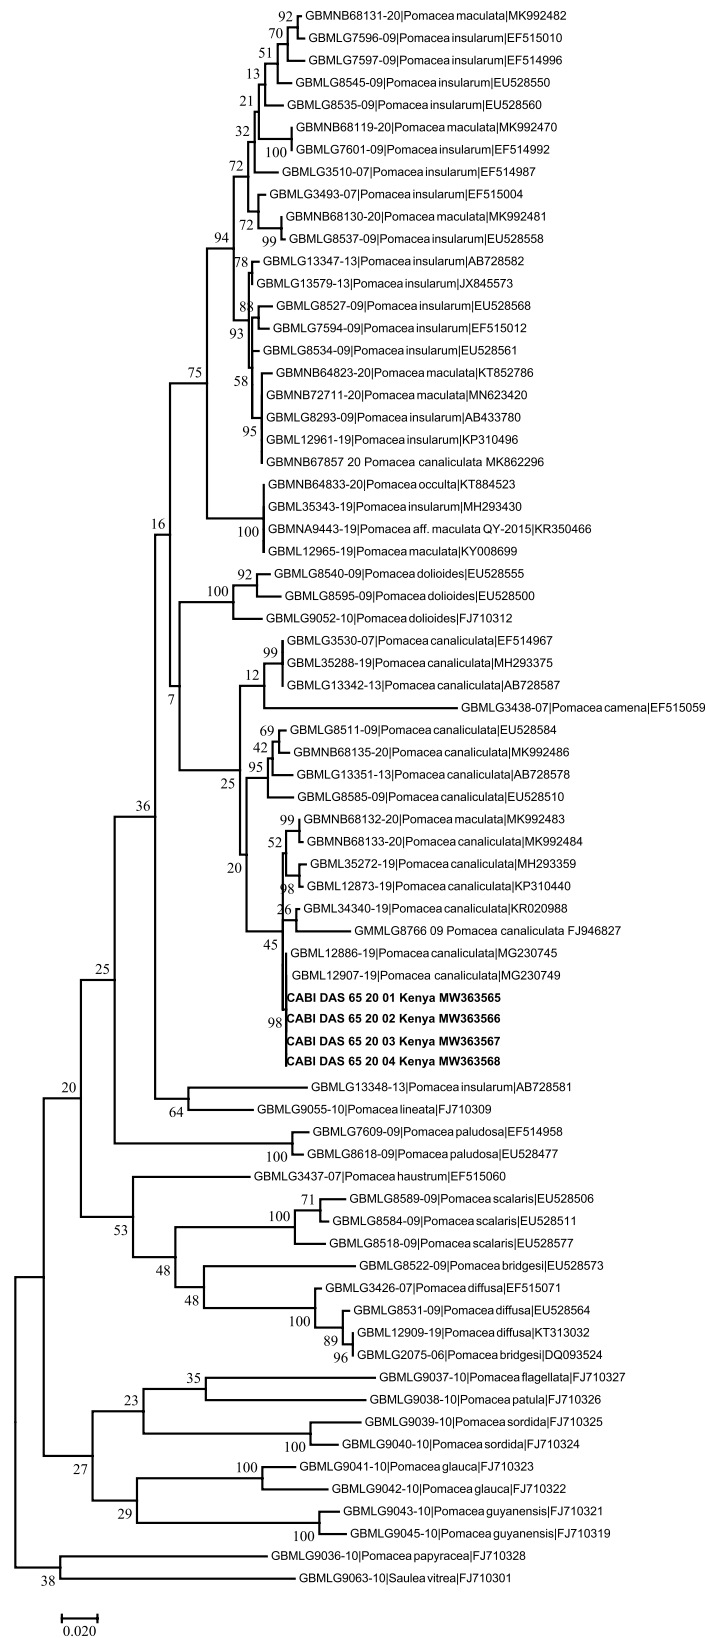 92 GBMNB68131-20|Pomacea maculata|MK992482
70 GBMLG7596-09|Pomacea insularum|EF515010
51 GBMLG7597-09|Pomacea insularum|EF514996
13 GBMLG8545-09|Pomacea insularum|EU528550
21 GBMLG8535-09|Pomacea insularum|EU528560
32 GBMNB68119-20|Pomacea maculata|MK992470
100 GBMLG7601-09|Pomacea insularum|EF514992
72 GBMLG3510-07|Pomacea insularum|EF514987
GBMLG3493-07|Pomacea insularum|EF515004
72 GBMNB68130-20|Pomacea maculata|MK992481
94 99 GBMLG8537-09|Pomacea insularum|EU528558
78 GBMLG13347-13|Pomacea insularum|AB728582
GBMLG13579-13|Pomacea insularum|JX845573
88 GBMLG8527-09|Pomacea insularum|EU528568
93 GBMLG7594-09|Pomacea insularum|EF515012
GBMLG8534-09|Pomacea insularum|EU528561
75 58 GBMNB64823-20|Pomacea maculata|KT852786
GBMNB72711-20|Pomacea maculata|MN623420
GBMLG8293-09|Pomacea insularum|AB433780
95 GBML12961-19|Pomacea insularum|KP310496
GBMNB67857 20 Pomacea canaliculata MK862296
GBMNB64833-20|Pomacea occulta|KT884523
GBML35343-19|Pomacea insularum|MH293430
16 100 GBMNA9443-19|Pomacea aff. maculata QY-2015|KR350466
GBML12965-19|Pomacea maculata|KY008699
92 GBMLG8540-09|Pomacea dolioides|EU528555
100 GBMLG8595-09|Pomacea dolioides|EU528500
GBMLG9052-10|Pomacea dolioides|FJ710312
99 GBMLG3530-07|Pomacea canaliculata|EF514967
12 GBML35288-19|Pomacea canaliculata|MH293375
7 GBMLG13342-13|Pomacea canaliculata|AB728587
GBMLG3438-07|Pomacea camena|EF515059
69 GBMLG8511-09|Pomacea canaliculata|EU528584
42 GBMNB68135-20|Pomacea canaliculata|MK992486
25 95 GBMLG13351-13|Pomacea canaliculata|AB728578
GBMLG8585-09|Pomacea canaliculata|EU528510
36 99 GBMNB68132-20|Pomacea maculata|MK992483
52 GBMNB68133-20|Pomacea canaliculata|MK992484
20 GBML35272-19|Pomacea canaliculata|MH293359
98 GBML12873-19|Pomacea canaliculata|KP310440
26 GBML34340-19|Pomacea canaliculata|KR020988
45 GMMLG8766 09 Pomacea canaliculata FJ946827
GBML12886-19|Pomacea canaliculata|MG230745
25 GBML12907-19|Pomacea canaliculata|MG230749
CABI DAS 65 20 01 Kenya MW363565
98 CABI DAS 65 20 02 Kenya MW363566
CABI DAS 65 20 03 Kenya MW363567
CABI DAS 65 20 04 Kenya MW363568
20 GBMLG13348-13|Pomacea insularum|AB728581
64 GBMLG9055-10|Pomacea lineata|FJ710309
GBMLG7609-09|Pomacea paludosa|EF514958
100 GBMLG8618-09|Pomacea paludosa|EU528477
GBMLG3437-07|Pomacea haustrum|EF515060
71 GBMLG8589-09|Pomacea scalaris|EU528506
53 100 GBMLG8584-09|Pomacea scalaris|EU528511
GBMLG8518-09|Pomacea scalaris|EU528577
48 GBMLG8522-09|Pomacea bridgesi|EU528573
48 GBMLG3426-07|Pomacea diffusa|EF515071
100 GBMLG8531-09|Pomacea diffusa|EU528564
89 GBML12909-19|Pomacea diffusa|KT313032
96 GBMLG2075-06|Pomacea bridgesi|DQ093524
35 GBMLG9037-10|Pomacea flagellata|FJ710327
23 GBMLG9038-10|Pomacea patula|FJ710326
GBMLG9039-10|Pomacea sordida|FJ710325
100 GBMLG9040-10|Pomacea sordida|FJ710324
27 100 GBMLG9041-10|Pomacea glauca|FJ710323
GBMLG9042-10|Pomacea glauca|FJ710322
29 GBMLG9043-10|Pomacea guyanensis|FJ710321
100 GBMLG9045-10|Pomacea guyanensis|FJ710319
GBMLG9036-10|Pomacea papyracea|FJ710328
38 GBMLG9063-10|Saulea vitrea|FJ710301
0.020